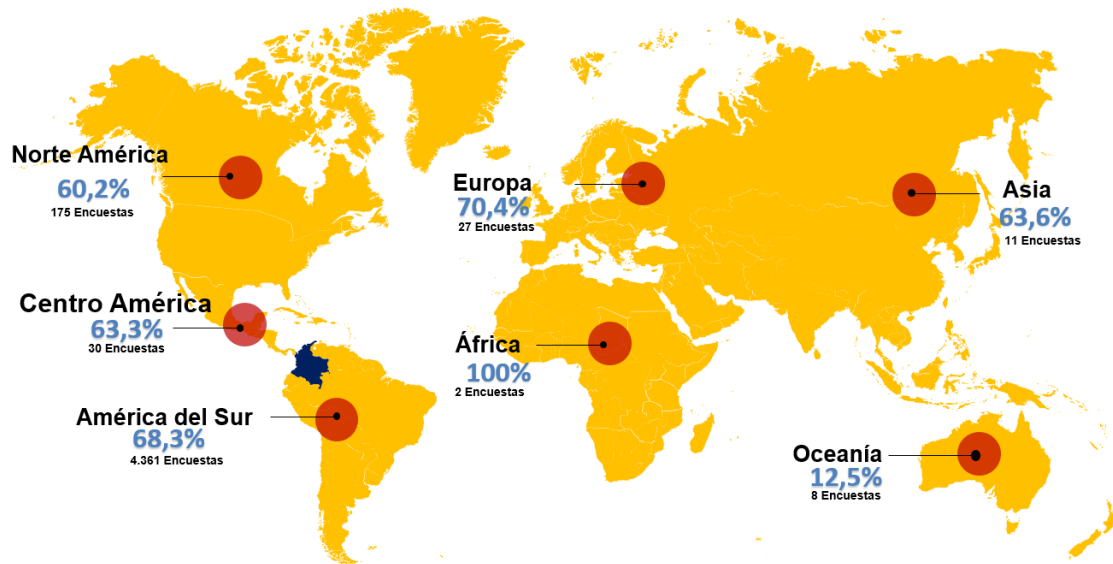 Norte América
60,2%
175 Encuestas
Europa
70,4%
27 Encuestas
Asia
63,6%
11 Encuestas
Centro América
63,3%
30 Encuestas
África
100%
2 Encuestas
América del Sur
68,3%
4.361 Encuestas
Oceanía
12,5%
8 Encuestas